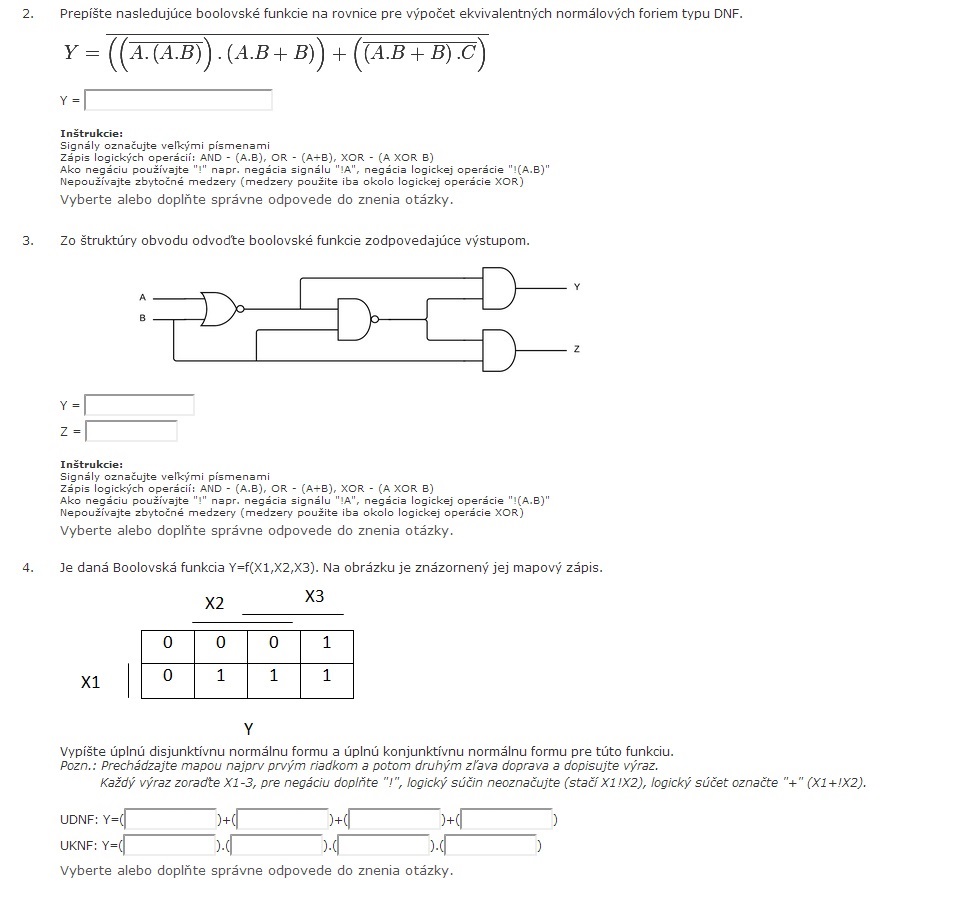 2. Prepíšte nasledujúce boolovské funkcie na rovnice pre výpočet ekvivalentných normálových foriem typu DNF.
$Y = \overline{\left(\left(\overline{A.(A.B)}\right).(A.B+B)\right)+\left(\overline{(A.B+B).C}\right)}$
Y =
Inštrukcie:
Signály označujte veľkými písmenami
Zápis logických operácií: AND - (A.B), OR - (A+B), XOR - (A XOR B)
Ako negáciu používajte "!" napr. negácia signálu "!A", negácia logickej operácie "!(A.B)"
Nepoužívajte zbytočné medzery (medzery použite iba okolo logickej operácie XOR)
Vyberte alebo doplňte správne odpovede do znenia otázky.
3. Zo štruktúry obvodu odvoďte boolovské funkcie zodpovedajúce výstupom.
Y
A
B
Z
Y =
Z =
Inštrukcie:
Signály označujte veľkými písmenami
Zápis logických operácií: AND - (A.B), OR - (A+B), XOR - (A XOR B)
Ako negáciu používajte "!" napr. negácia signálu "!A", negácia logickej operácie "!(A.B)"
Nepoužívajte zbytočné medzery (medzery použite iba okolo logickej operácie XOR)
Vyberte alebo doplňte správne odpovede do znenia otázky.
4. Je daná Boolovská funkcia Y=f(X1,X2,X3). Na obrázku je znázornený jej mapový zápis.
X2 X3
0 0 0 1
X1 0 1 1 1
Y
Vypíšte úplnú disjunktívnu normálnu formu a úplnú konjunktívnu normálnu formu pre túto funkciu.
Pozn.: Prechádzajte mapou najprv prvým riadkom a potom druhým zľava doprava a dopisujte výraz.
Každý výraz zoraďte X1-3, pre negáciu doplňte "!", logický súčin neoznačujte (stačí X1!X2), logický súčet označte "+" (X1+!X2).
UDNF: Y=( )+( )+( )+( )
UKNF: Y=( ).( ).( ).( )
Vyberte alebo doplňte správne odpovede do znenia otázky.